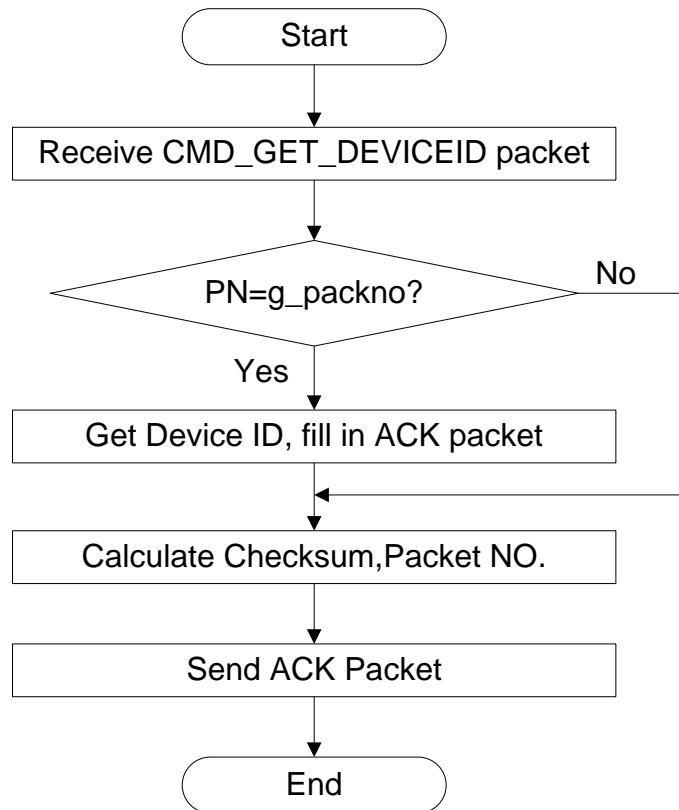 Start
Receive CMD_GET_DEVICEID packet
PN=g_packno?
No
Yes
Get Device ID, fill in ACK packet
Calculate Checksum,Packet NO.
Send ACK Packet
End